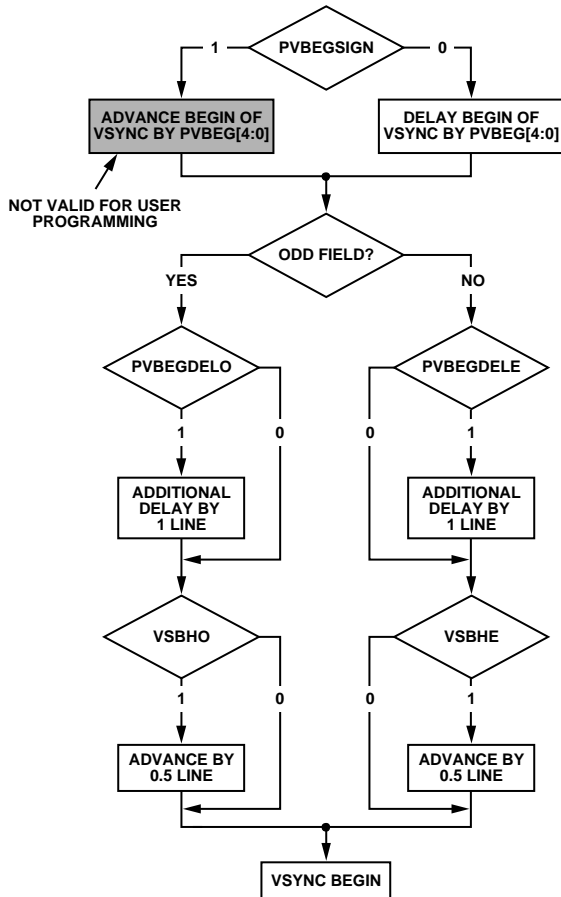 PVBEGSIGN
1
0
ADVANCE BEGIN OF
VSYNC BY PVBEG[4:0]
DELAY BEGIN OF
VSYNC BY PVBEG[4:0]
NOT VALID FOR USER
PROGRAMMING
ODD FIELD?
YES
NO
PVBEGDELO
PVBEGDELE
1
0
0
1
ADDITIONAL
DELAY BY
1 LINE
ADDITIONAL
DELAY BY
1 LINE
VSBHO
VSBHE
1
0
0
1
ADVANCE BY
0.5 LINE
ADVANCE BY
0.5 LINE
VSYNC BEGIN